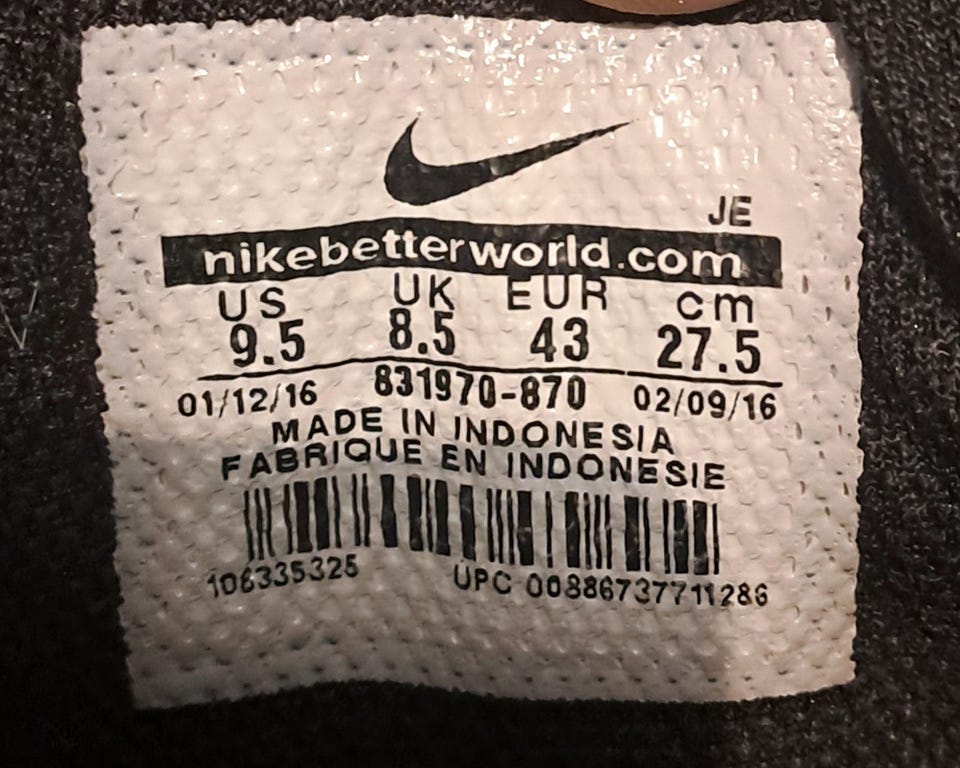 JE
nikebetterworld.com
US UK EUR cm
9.5 8.5 43 27.5
01/12/16 831970-870 02/09/16
MADE IN INDONESIA
FABRIQUE EN INDONESIE
106335325 UPC 00886737711286